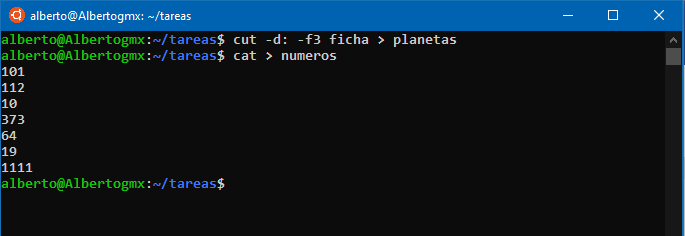 alberto@Albertogmx: ~/tareas
alberto@Albertogmx:~/tareas$ cut -d: -f3 ficha > planetas
alberto@Albertogmx:~/tareas$ cat > numeros
101
112
10
373
64
19
1111
alberto@Albertogmx:~/tareas$